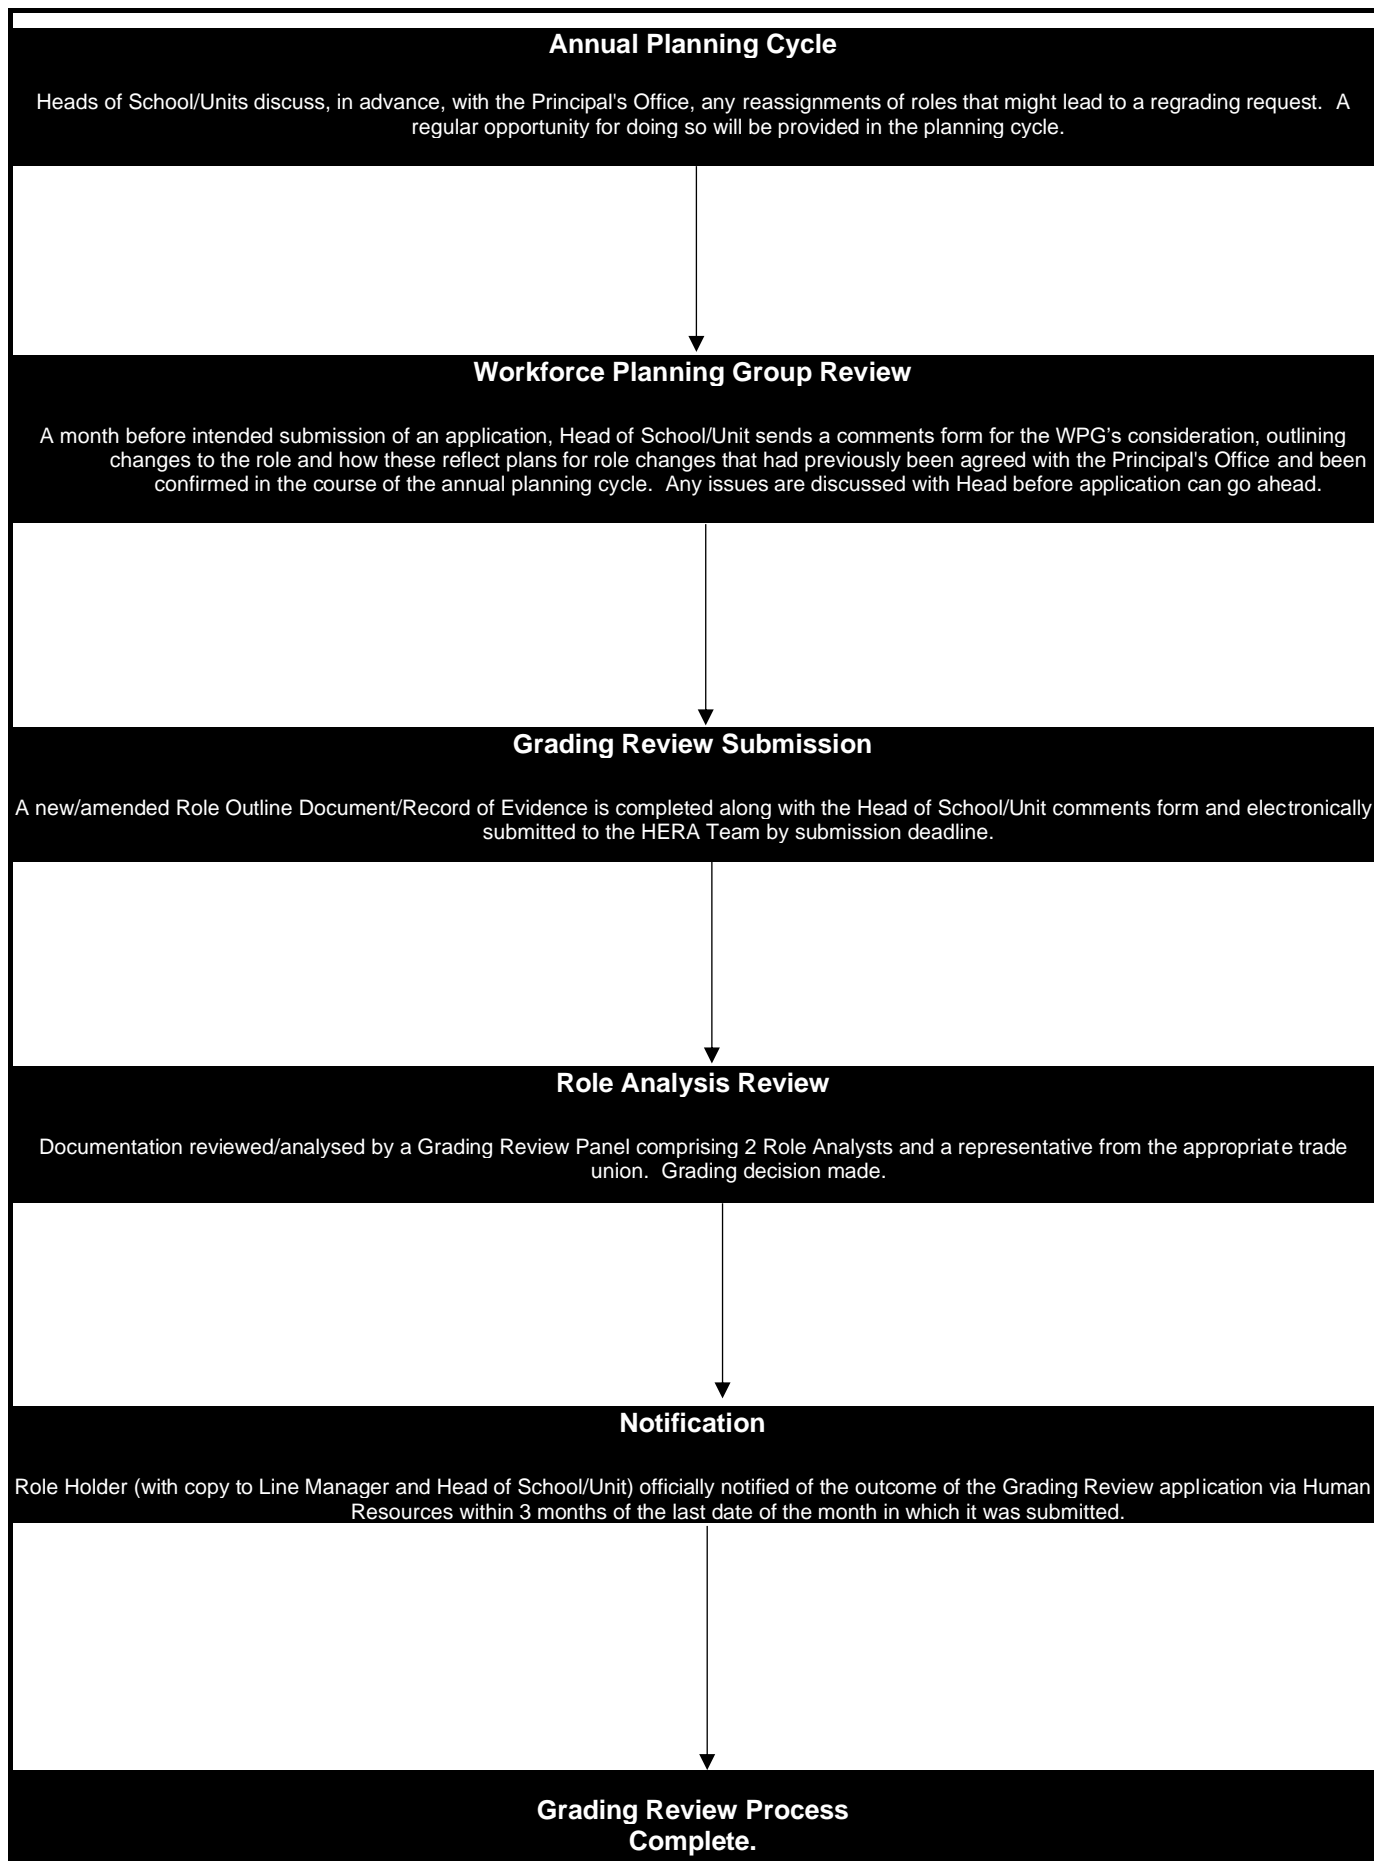 Annual Planning Cycle
Heads of School/Units discuss, in advance, with the Principal's Office, any reassignments of roles that might lead to a regrading request.  A
regular opportunity for doing so will be provided in the planning cycle.
Workforce Planning Group Review
A month before intended submission of an application, Head of School/Unit sends a comments form for the WPG’s consideration, outlining
changes to the role and how these reflect plans for role changes that had previously been agreed with the Principal's Office and been
confirmed in the course of the annual planning cycle.  Any issues are discussed with Head before application can go ahead.
Grading Review Submission
A new/amended Role Outline Document/Record of Evidence is completed along with the Head of School/Unit comments form and electronically
submitted to the HERA Team by submission deadline.
Role Analysis Review
Documentation reviewed/analysed by a Grading Review Panel comprising 2 Role Analysts and a representative from the appropriate trade
union.  Grading decision made.
Notification
Role Holder (with copy to Line Manager and Head of School/Unit) officially notified of the outcome of the Grading Review application via Human
Resources within 3 months of the last date of the month in which it was submitted.
Grading Review Process
Complete.